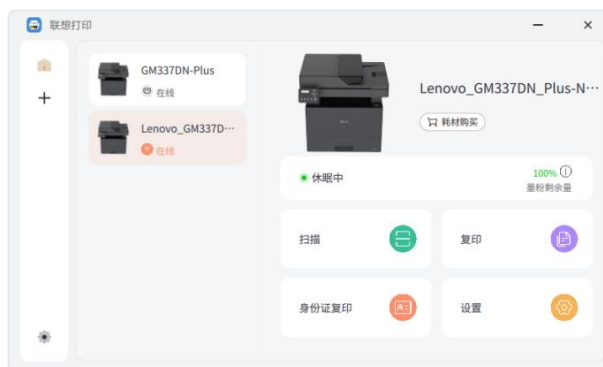 联想打印
GM337DN-Plus
在线
Lenovo_GM337D···
在线
Lenovo_GM337DN_Plus-N···
耗材购买
休眠中
100%
墨粉剩余量
扫描
复印
身份证复印
设置